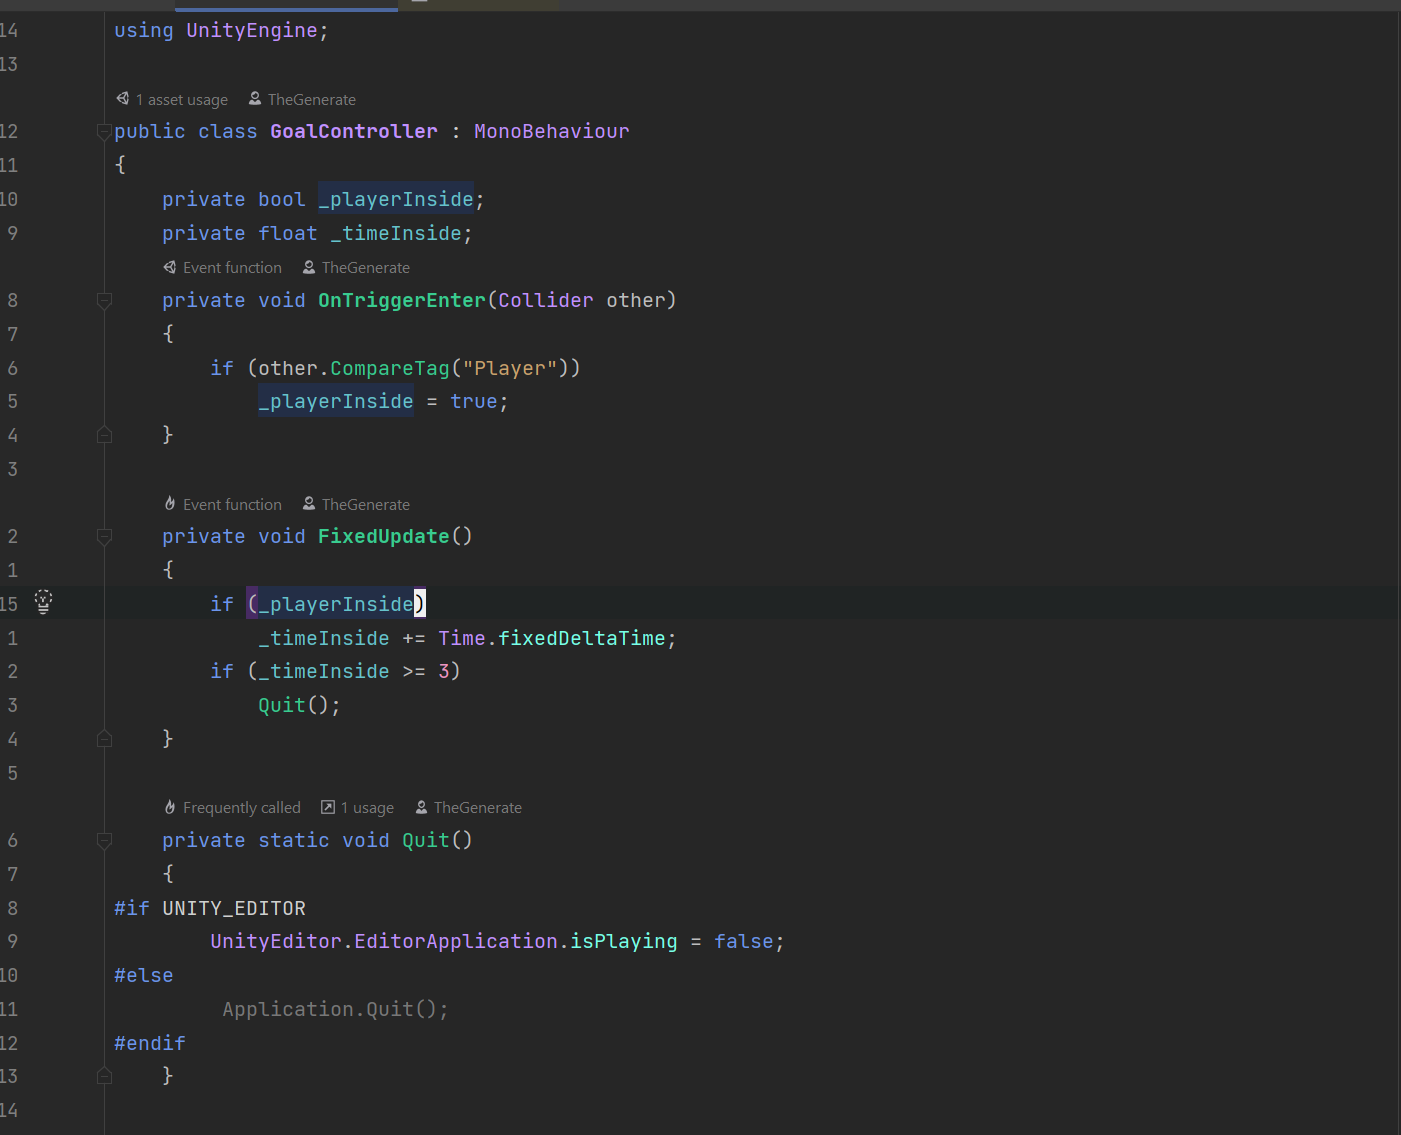 14 using UnityEngine;
13
1 asset usage TheGenerate
12 public class GoalController : MonoBehaviour
11 {
10 private bool _playerInside;
9 private float _timeInside;
Event function TheGenerate
8 private void OnTriggerEnter(Collider other)
7 {
6 if (other.CompareTag("Player"))
5 _playerInside = true;
4 }
3
Event function TheGenerate
2 private void FixedUpdate()
1 {
15 if (_playerInside)
1 _timeInside += Time.fixedDeltaTime;
2 if (_timeInside >= 3)
3 Quit();
4 }
5
Frequently called 1 usage TheGenerate
6 private static void Quit()
7 {
8 #if UNITY_EDITOR
9 UnityEditor.EditorApplication.isPlaying = false;
10 #else
11 Application.Quit();
12 #endif
13 }
14